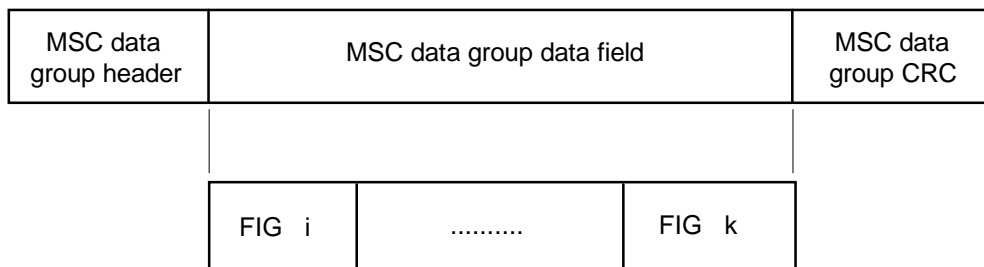 MSC data
group header
MSC data group data field
MSC data
group CRC
FIG i
..........
FIG k